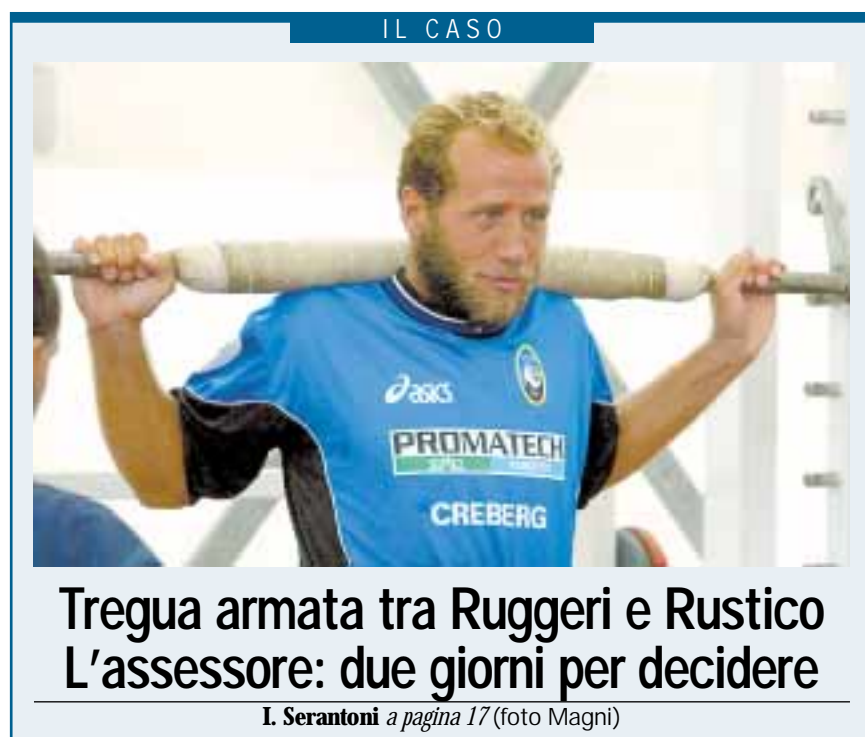 IL CASO
asics
PROMATECH
CREBERG
Tregua armata tra Ruggeri e Rustico
L'assessore: due giorni per decidere
I. Serantoni a pagina 17 (foto Magni)